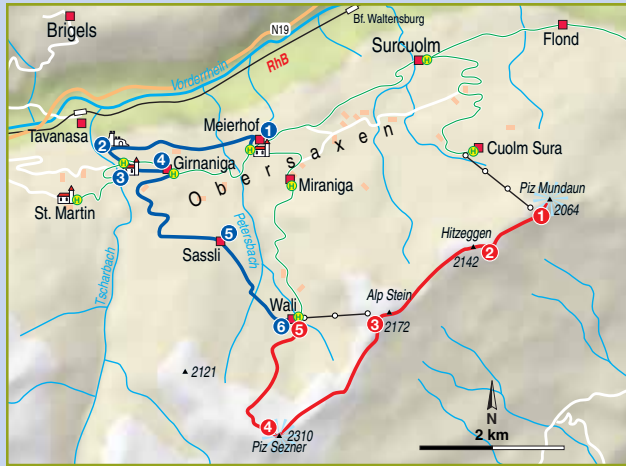 Brigels
N19
Bf. Waltensburg
Flond
Surcuolm
H
Vorderrhein
RhB
Tavanasa
Meierhof
1
H
2
H
3
4
Girnaniga
H
Obersaxen
Miraniga
H
Cuolm Sura
H
St. Martin
H
Piz Mundaun
2064
1
Hitzeggen
2142
2
Petersbach
5
Sassli
Tscharbach
Wali
H
6
5
Alp Stein
2172
3
2121
4
2310
Piz Sezner
N
2 km